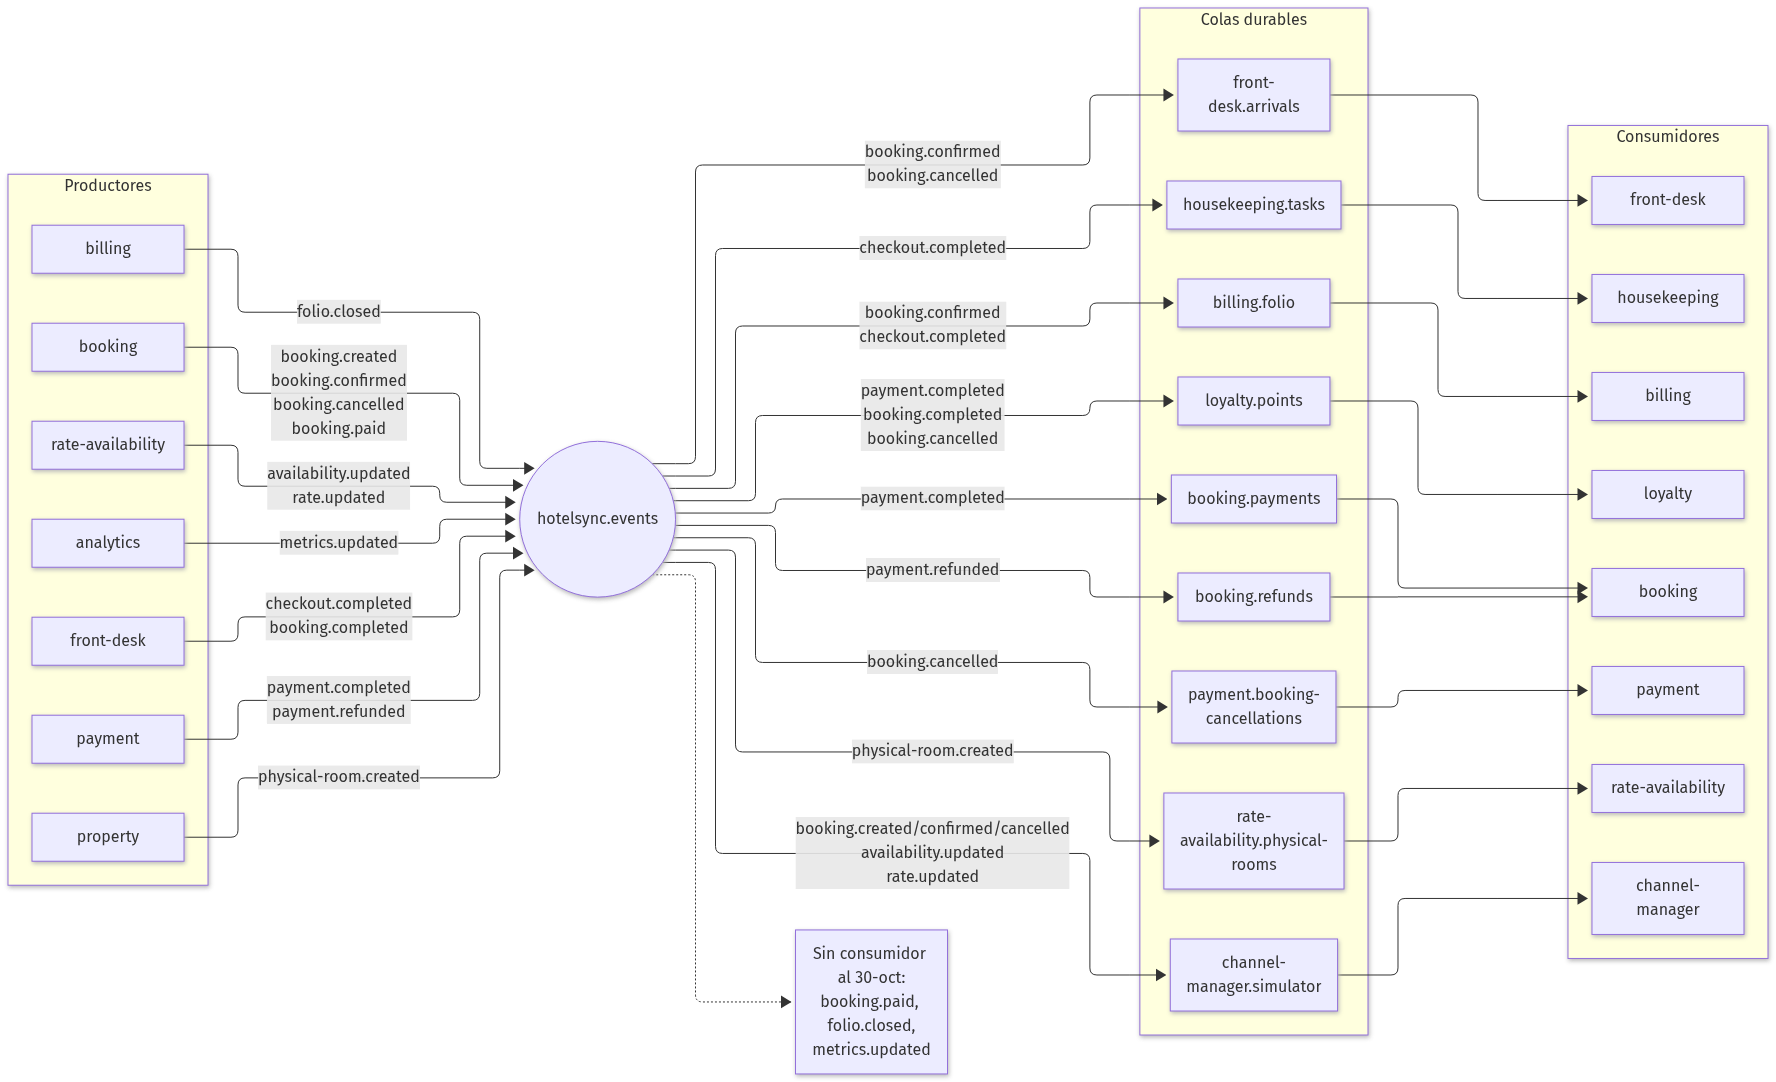 Productores
billing
booking
rate-availability
analytics
front-desk
payment
property
folio.closed
booking.created
booking.confirmed
booking.cancelled
booking.paid
availability.updated
rate.updated
metrics.updated
checkout.completed
booking.completed
payment.completed
payment.refunded
physical-room.created
hotelsync.events
booking.confirmed
booking.cancelled
checkout.completed
booking.confirmed
checkout.completed
payment.completed
booking.completed
booking.cancelled
payment.completed
payment.refunded
booking.cancelled
physical-room.created
booking.created/confirmed/cancelled
availability.updated
rate.updated
Sin consumidor
al 30-oct:
booking.paid,
folio.closed,
metrics.updated
Colas durables
front-
desk.arrivals
housekeeping.tasks
billing.folio
loyalty.points
booking.payments
booking.refunds
payment.booking-
cancellations
rate-
availability.physical-
rooms
channel-
manager.simulator
Consumidores
front-desk
housekeeping
billing
loyalty
booking
payment
rate-availability
channel-
manager